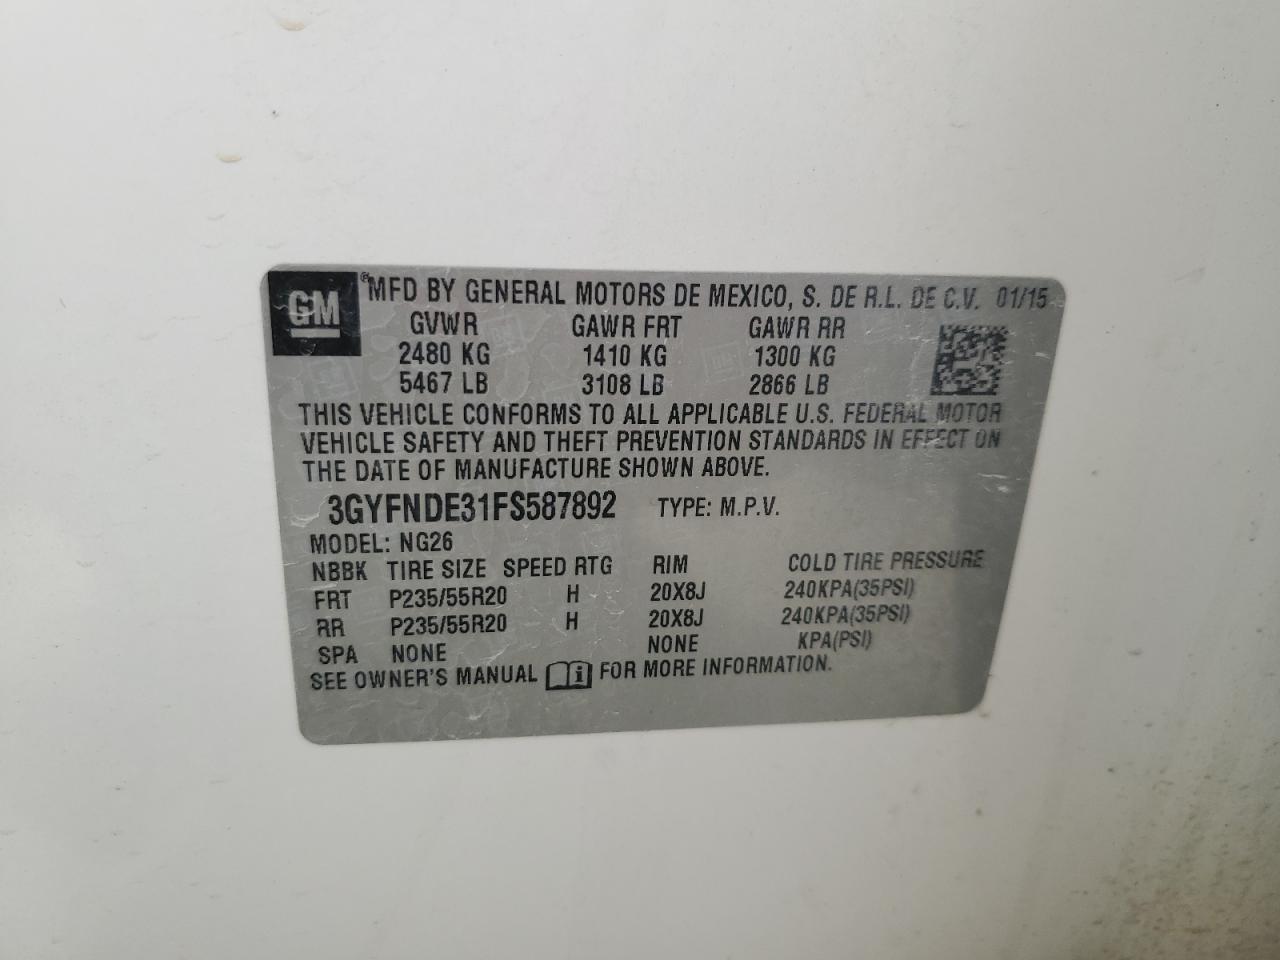 GM ® MFD BY GENERAL MOTORS DE MEXICO, S. DE R.L. DE C.V. 01/15
GVWR GAWR FRT GAWR RR
2480 KG 1410 KG 1300 KG
5467 LB 3108 LB 2866 LB
THIS VEHICLE CONFORMS TO ALL APPLICABLE U.S. FEDERAL MOTOR
VEHICLE SAFETY AND THEFT PREVENTION STANDARDS IN EFFECT ON
THE DATE OF MANUFACTURE SHOWN ABOVE.
3GYFNDE31FS587892 TYPE: M.P.V.
MODEL: NG26
NBBK TIRE SIZE SPEED RTG RIM COLD TIRE PRESSURE
FRT P235/55R20 H 20X8J 240KPA(35PSI)
RR P235/55R20 H 20X8J 240KPA(35PSI)
SPA NONE NONE KPA(PSI)
SEE OWNER'S MANUAL i FOR MORE INFORMATION.